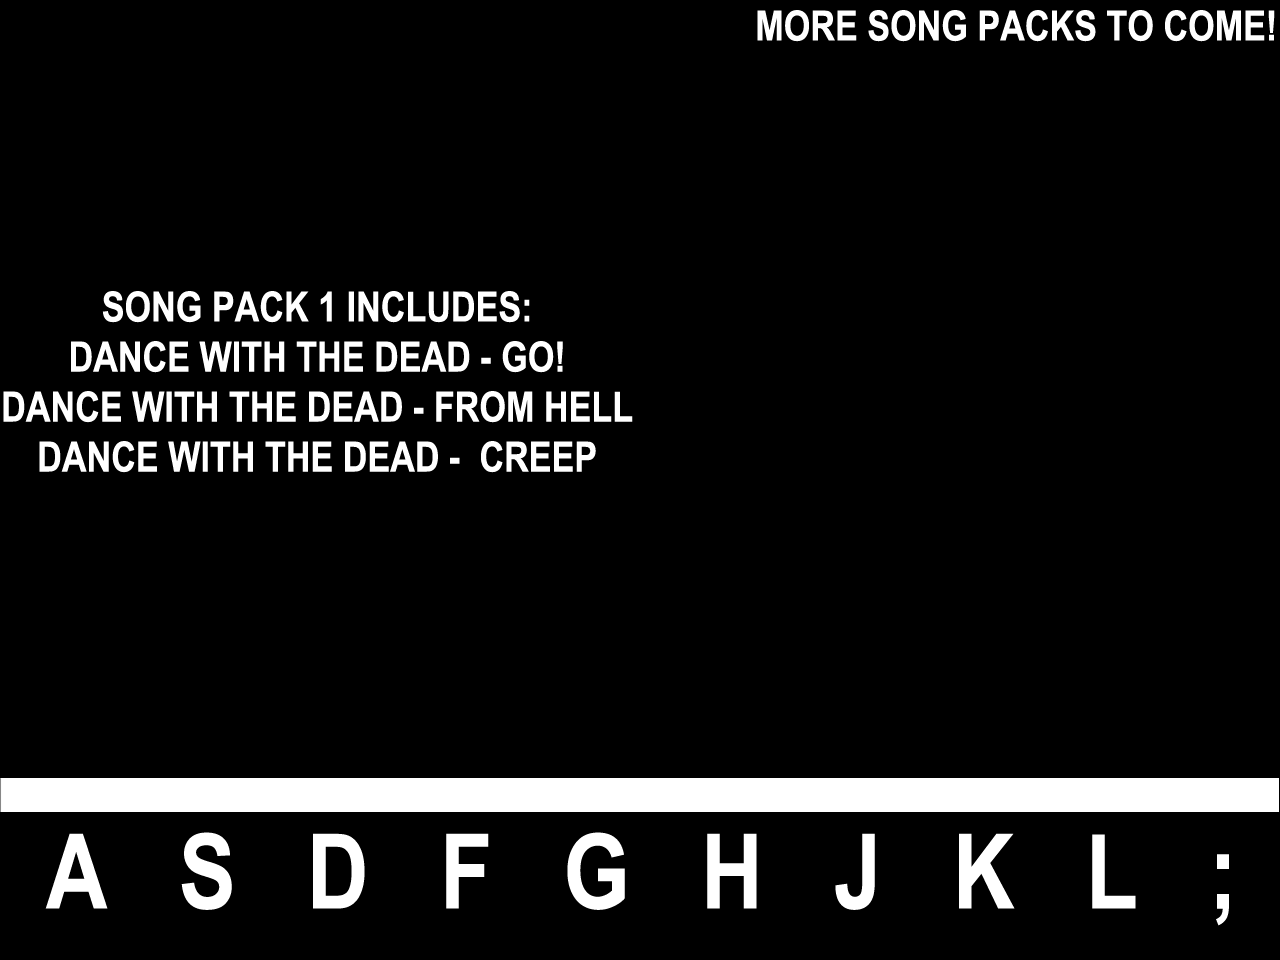 MORE SONG PACKS TO COME!
SONG PACK 1 INCLUDES:
DANCE WITH THE DEAD - GO!
DANCE WITH THE DEAD - FROM HELL
DANCE WITH THE DEAD -  CREEP
A S D F G H J K L ;